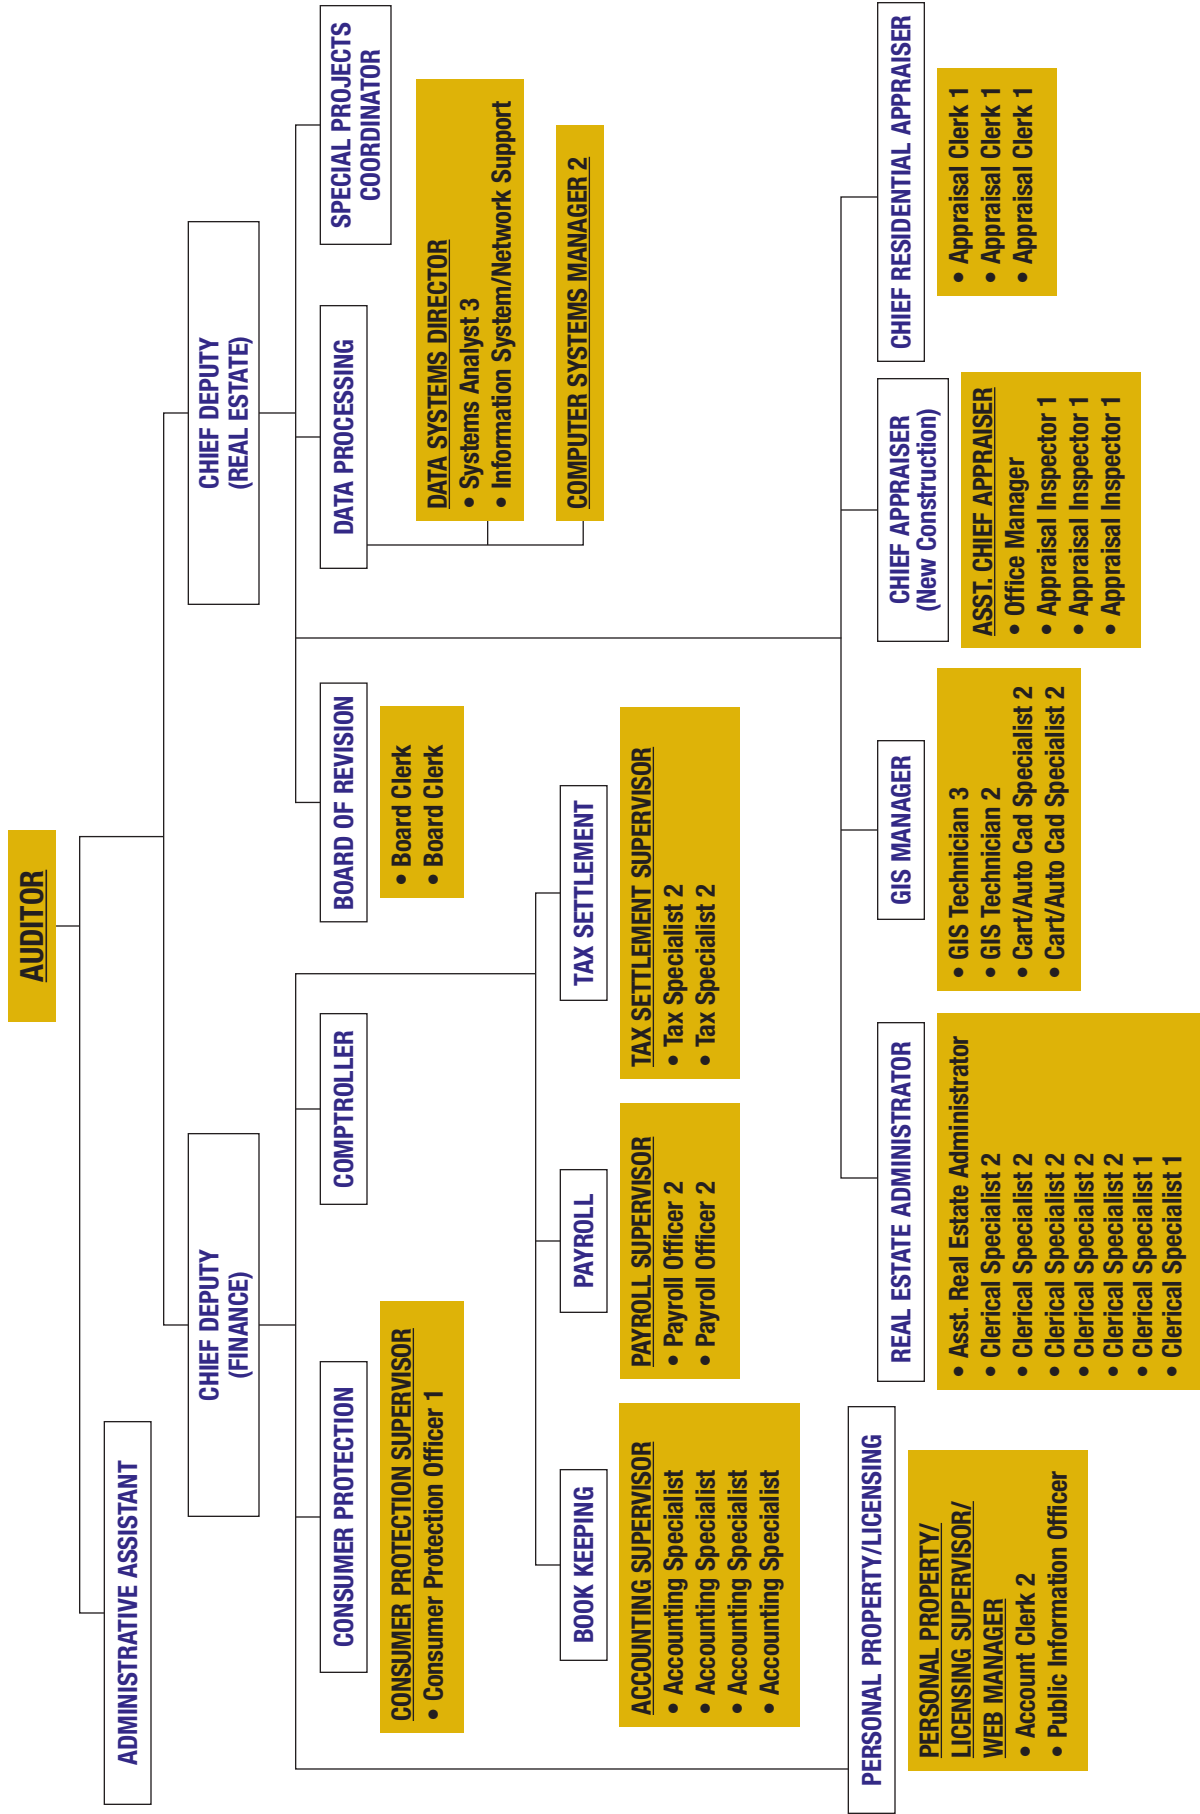 AUDITOR
ADMINISTRATIVE ASSISTANT
CHIEF DEPUTY
(FINANCE)
CHIEF DEPUTY
(REAL ESTATE)
CONSUMER PROTECTION
CONSUMER PROTECTION SUPERVISOR
• Consumer Protection Officer 1
COMPTROLLER
BOARD OF REVISION
• Board Clerk
• Board Clerk
DATA PROCESSING
DATA SYSTEMS DIRECTOR
• Systems Analyst 3
• Information System/Network Support
COMPUTER SYSTEMS MANAGER 2
SPECIAL PROJECTS
COORDINATOR
BOOK KEEPING
ACCOUNTING SUPERVISOR
• Accounting Specialist
• Accounting Specialist
• Accounting Specialist
• Accounting Specialist
PAYROLL
PAYROLL SUPERVISOR
• Payroll Officer 2
• Payroll Officer 2
TAX SETTLEMENT
TAX SETTLEMENT SUPERVISOR
• Tax Specialist 2
• Tax Specialist 2
PERSONAL PROPERTY/LICENSING
PERSONAL PROPERTY/
LICENSING SUPERVISOR/
WEB MANAGER
• Account Clerk 2
• Public Information Officer
REAL ESTATE ADMINISTRATOR
• Asst. Real Estate Administrator
• Clerical Specialist 2
• Clerical Specialist 2
• Clerical Specialist 2
• Clerical Specialist 2
• Clerical Specialist 2
• Clerical Specialist 1
• Clerical Specialist 1
GIS MANAGER
• GIS Technician 3
• GIS Technician 2
• Cart/Auto Cad Specialist 2
• Cart/Auto Cad Specialist 2
CHIEF APPRAISER
(New Construction)
ASST. CHIEF APPRAISER
• Office Manager
• Appraisal Inspector 1
• Appraisal Inspector 1
• Appraisal Inspector 1
CHIEF RESIDENTIAL APPRAISER
• Appraisal Clerk 1
• Appraisal Clerk 1
• Appraisal Clerk 1